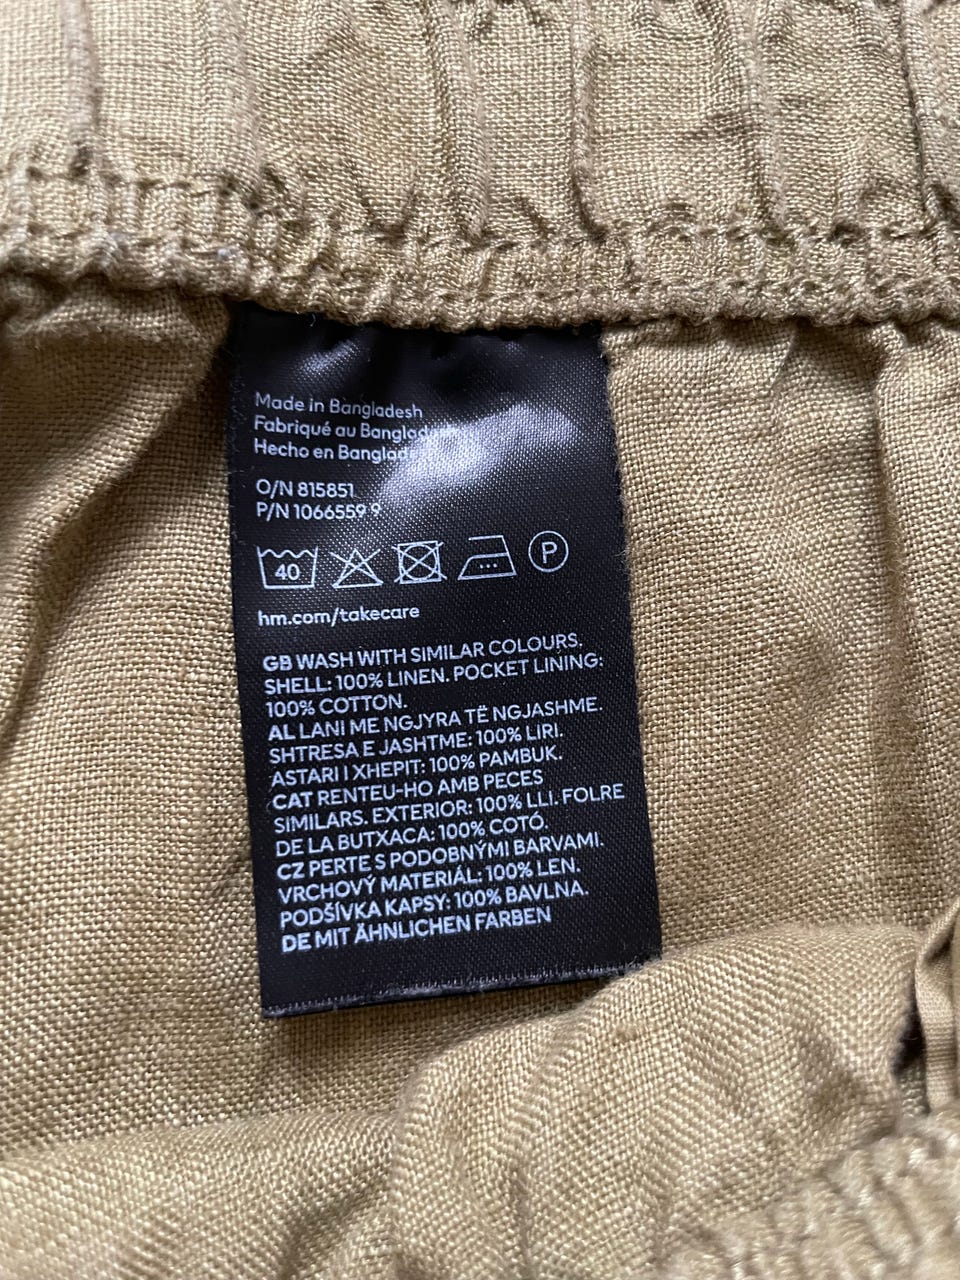 Made in Bangladesh
Fabriqué au
Hecho en
O/N 815851
P/N 1066559 9
40 P
hm.com/takecare
GB WASH WITH SIMILAR COLOURS.
SHELL: 100% LINEN. POCKET LINING:
100% COTTON.
AL LANI ME NGJYRA TË NGJASHME.
SHTRESA E JASHTME: 100% LIRI.
ASTARI I XHEPIT: 100% PAMBUK.
CAT RENTEU-HO AMB PECES
SIMILARS. EXTERIOR: 100% LLI. FOLRE
DE LA BUTXACA: 100% COTÓ.
CZ PERTE S PODOBNÝMI BARVAMI.
VRCHOVÝ MATERIÁL: 100% LEN.
PODŠÍVKA KAPSY: 100% BAVLNA.
DE MIT ÄHNLICHEN FARBEN